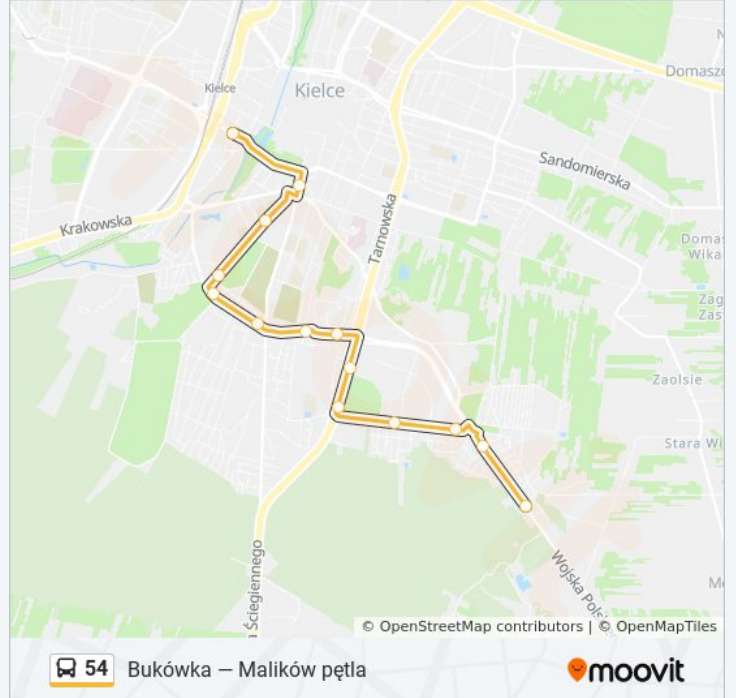 Kielce
Kielce
Domaszo
Sandomierska
Krakowska
Tarnowska
Domas
Wika
Zag
Zas
Zaolsie
Stara Wi
a Ściegiennego
Wojska Pols
© OpenStreetMap contributors | © OpenMapTiles
54 Bukówka — Malików pętla moovit